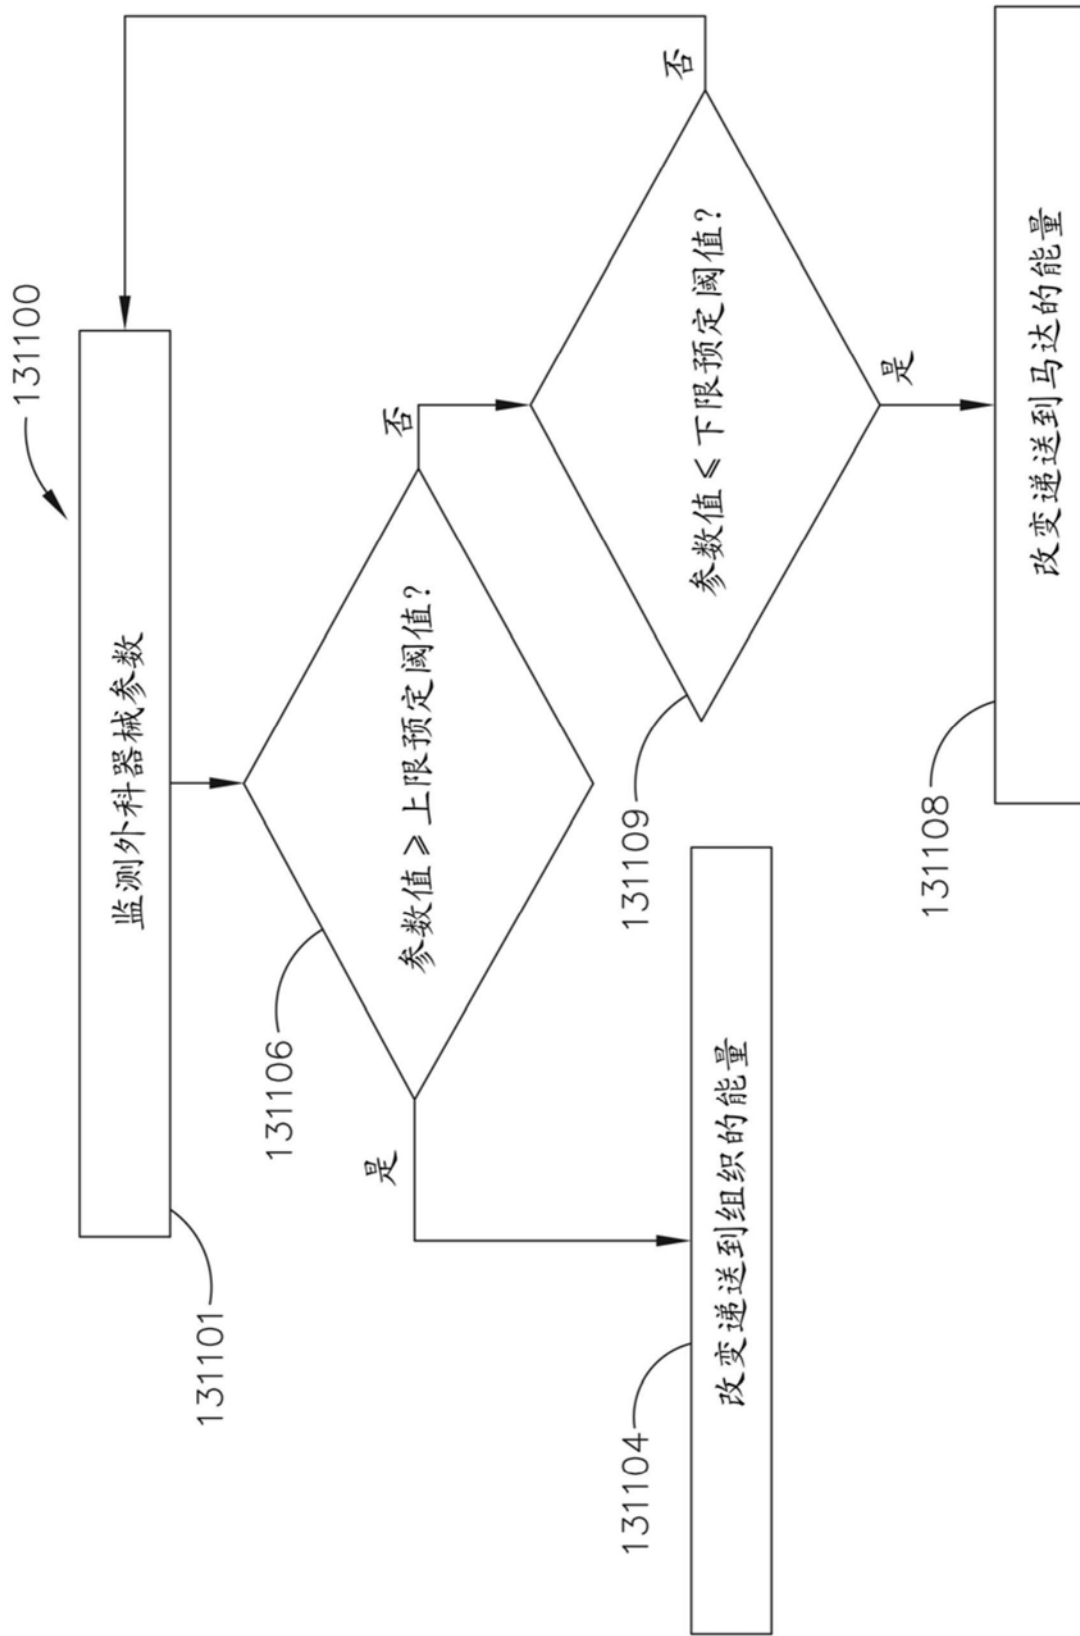 131100
监测外科器械参数
131101
131106
参数值≥上限预定阈值?
是
否
131109
参数值≤下限预定阈值?
否
是
131104
改变递送到组织的能量
131108
改变递送到马达的能量